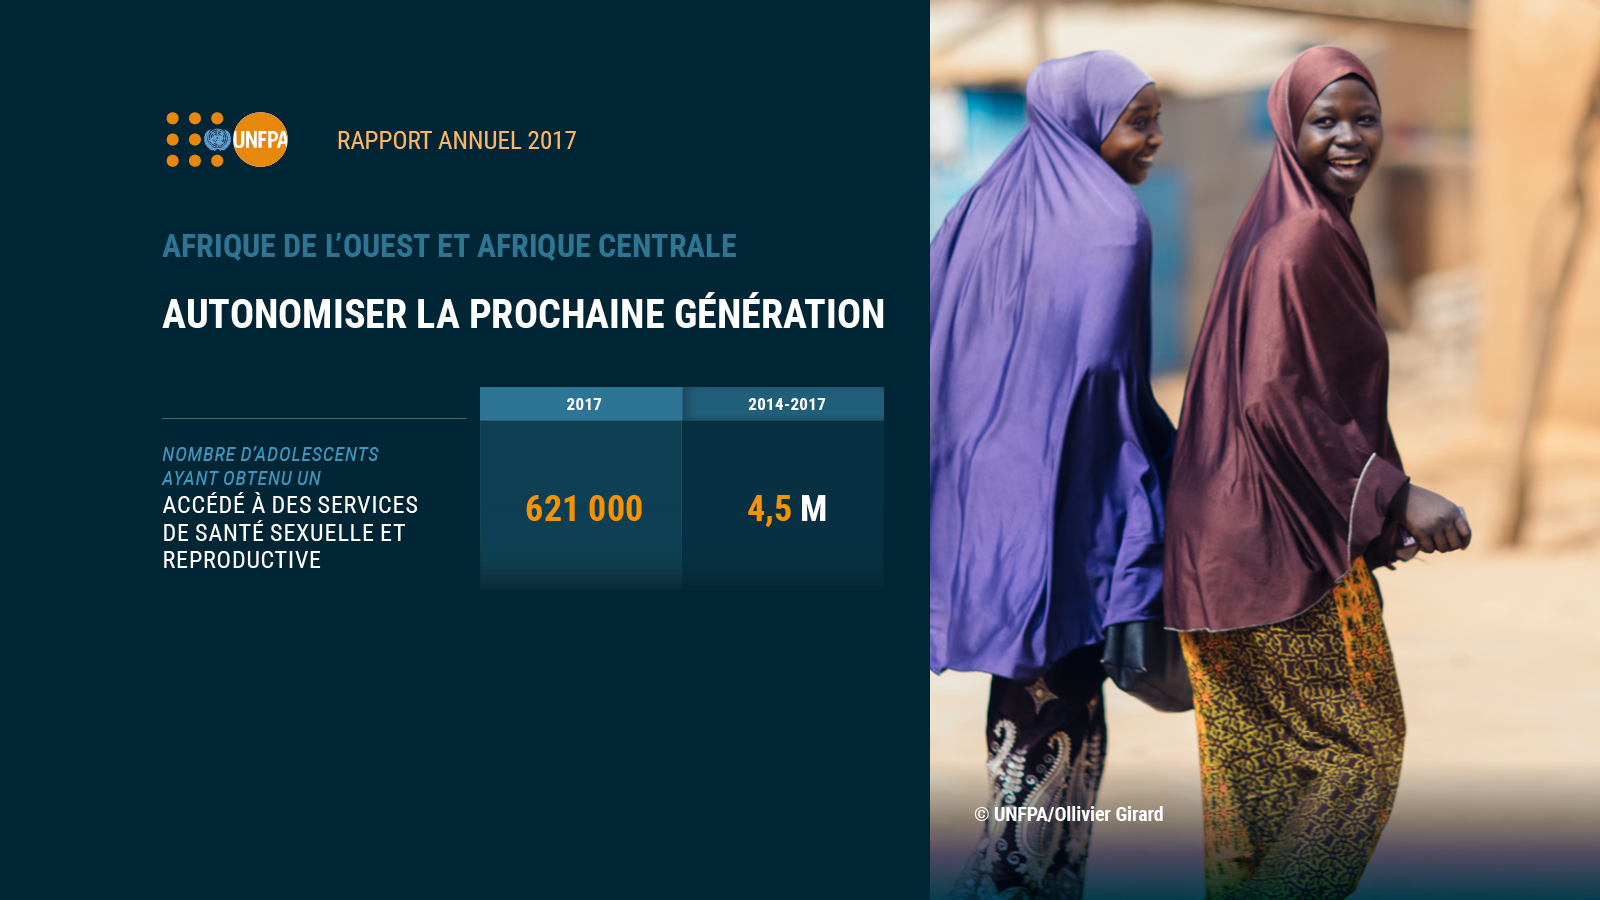 UNFPA
RAPPORT ANNUEL 2017
AFRIQUE DE L’OUEST ET AFRIQUE CENTRALE
AUTONOMISER LA PROCHAINE GÉNÉRATION
2017
2014-2017
NOMBRE D’ADOLESCENTS
AYANT OBTENU UN
ACCÉDÉ À DES SERVICES
DE SANTÉ SEXUELLE ET
REPRODUCTIVE
621 000
4,5 M
© UNFPA/Ollivier Girard